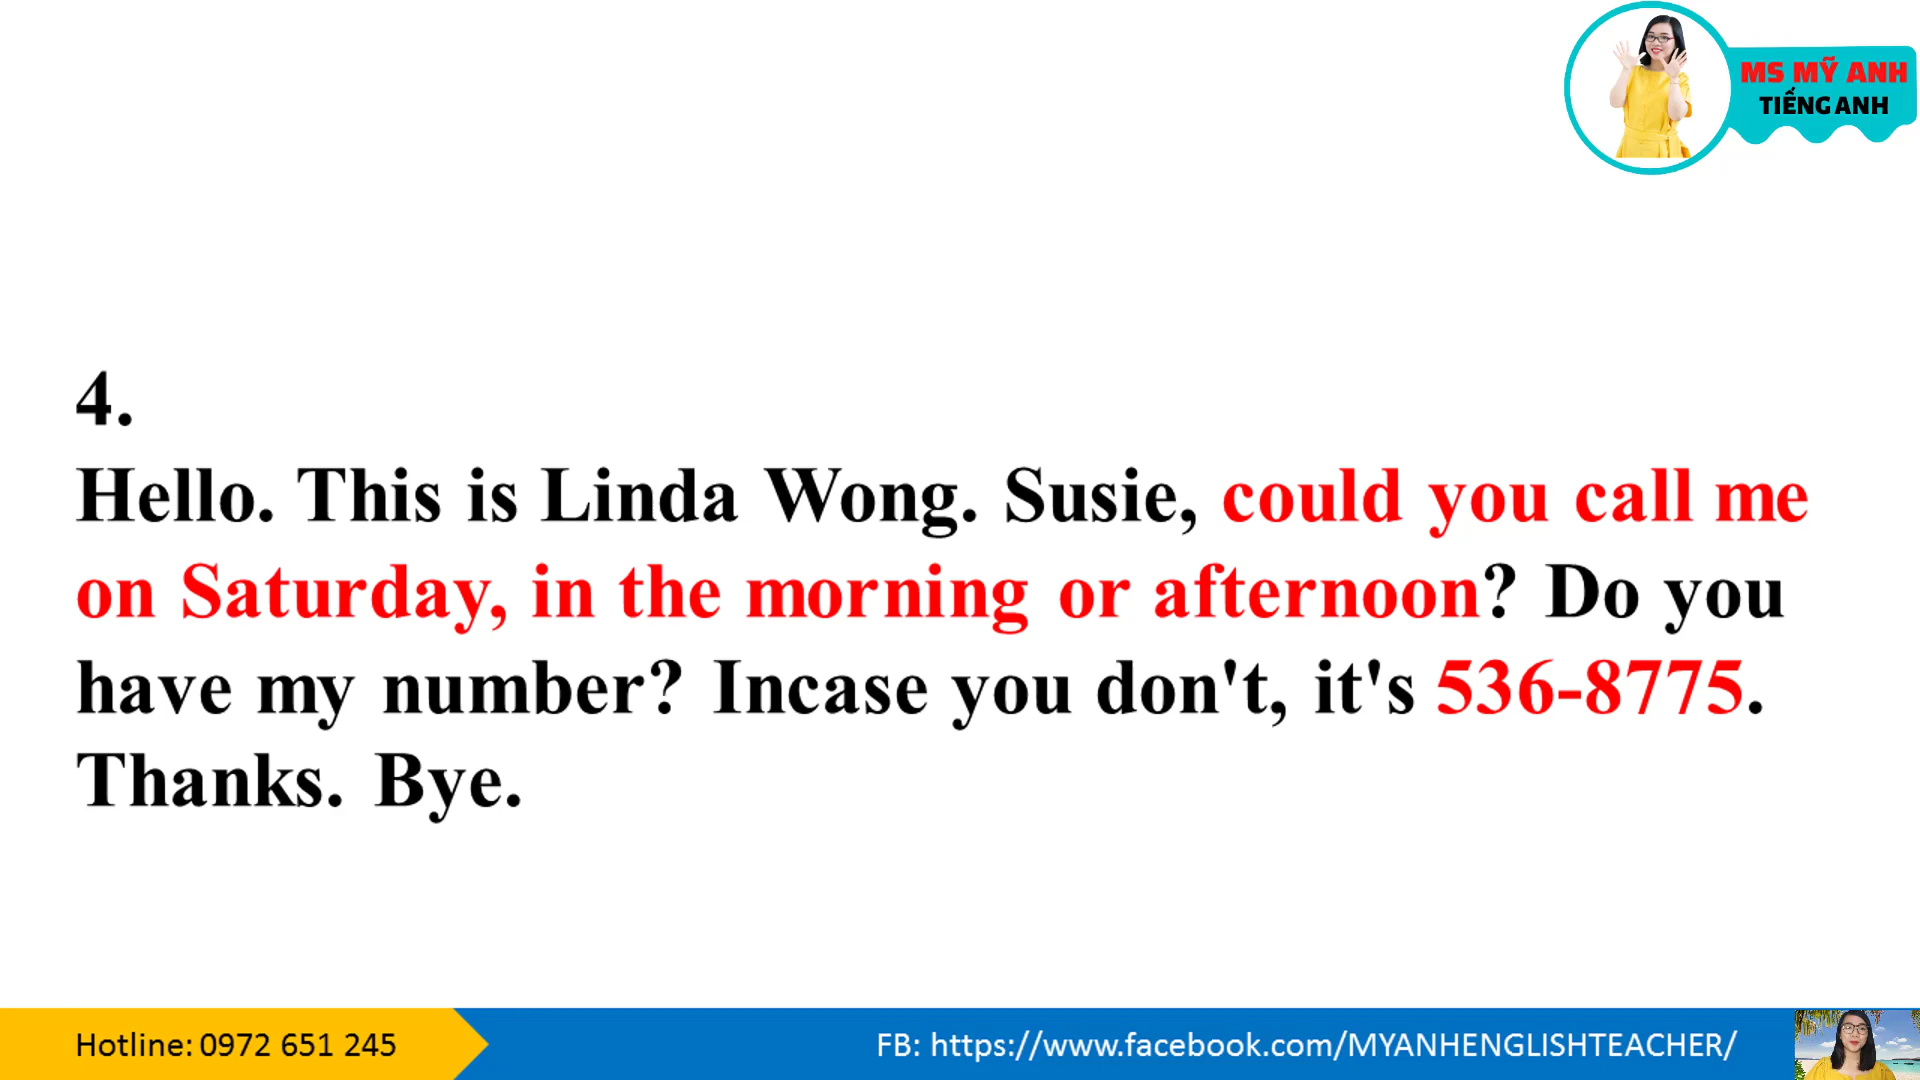 MS MỸ ANH
TIẾNG ANH
4.
Hello. This is Linda Wong. Susie, could you call me
on Saturday, in the morning or afternoon? Do you
have my number? Incase you don't, it's 536-8775.
Thanks. Bye.
Hotline: 0972 651 245
FB: https://www.facebook.com/MYANHENGLISHTEACHER/